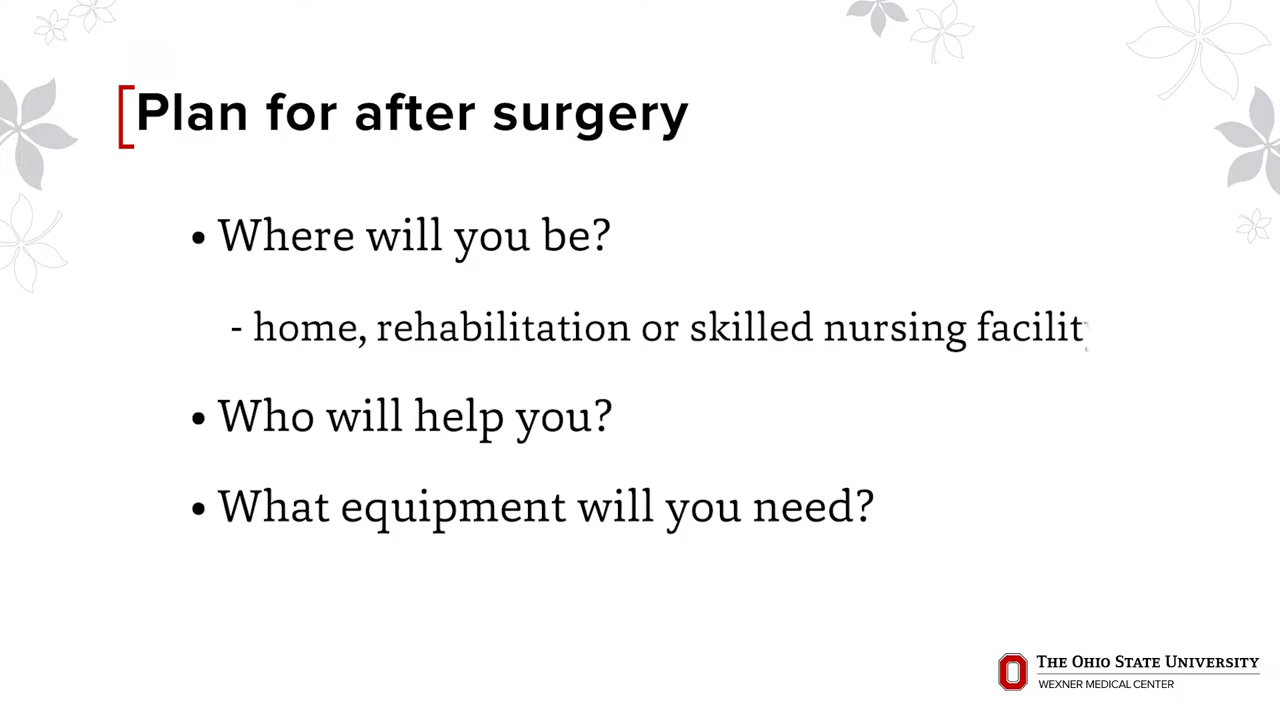 Plan for after surgery
• Where will you be?
- home, rehabilitation or skilled nursing facility
• Who will help you?
• What equipment will you need?
THE OHIO STATE UNIVERSITY
WEXNER MEDICAL CENTER